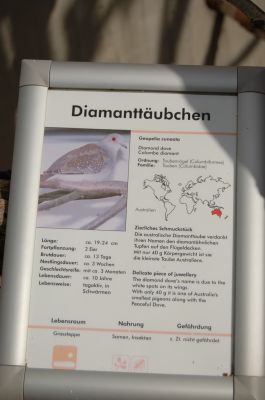 Diamanttäubchen
Geopelia cuneata
Diamond dove
Colombe diamant
Ordnung: Taubenvögel (Columbiformes)
Familie: Tauben (Columbidae)
Australien
Länge: ca. 19-24 cm
Fortpflanzung: 2 Eier
Brutdauer: ca. 13 Tage
Nestlingsdauer: ca. 2 Wochen
Geschlechtsreife: mit ca. 3 Monaten
Lebensdauer: ca. 10 Jahre
Lebensweise: tagaktiv, in
Schwärmen
Zierliches Schmuckstück
Die australische Diamanttaube verdankt
ihren Namen den diamantähnlichen
Tupfen auf den Flügeldecken.
Mit nur 40 g Körpergewicht ist sie
die kleinste Taube Australiens.
Delicate piece of jewellery
The diamond dove's name is due to the
white spots on its wings.
With only 40 g it is one of Australia's
smallest pigeons along with the
Peaceful Dove.
Lebensraum Nahrung Gefährdung
Grassteppe Samen, Insekten z. Zt. nicht gefährdet